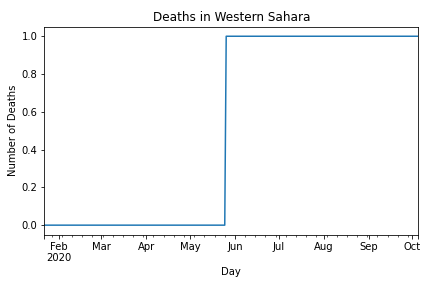 Deaths in Western Sahara
1.0
0.8
0.6
0.4
0.2
0.0
Number of Deaths
Feb Mar Apr May Jun Jul Aug Sep Oct
2020
Day